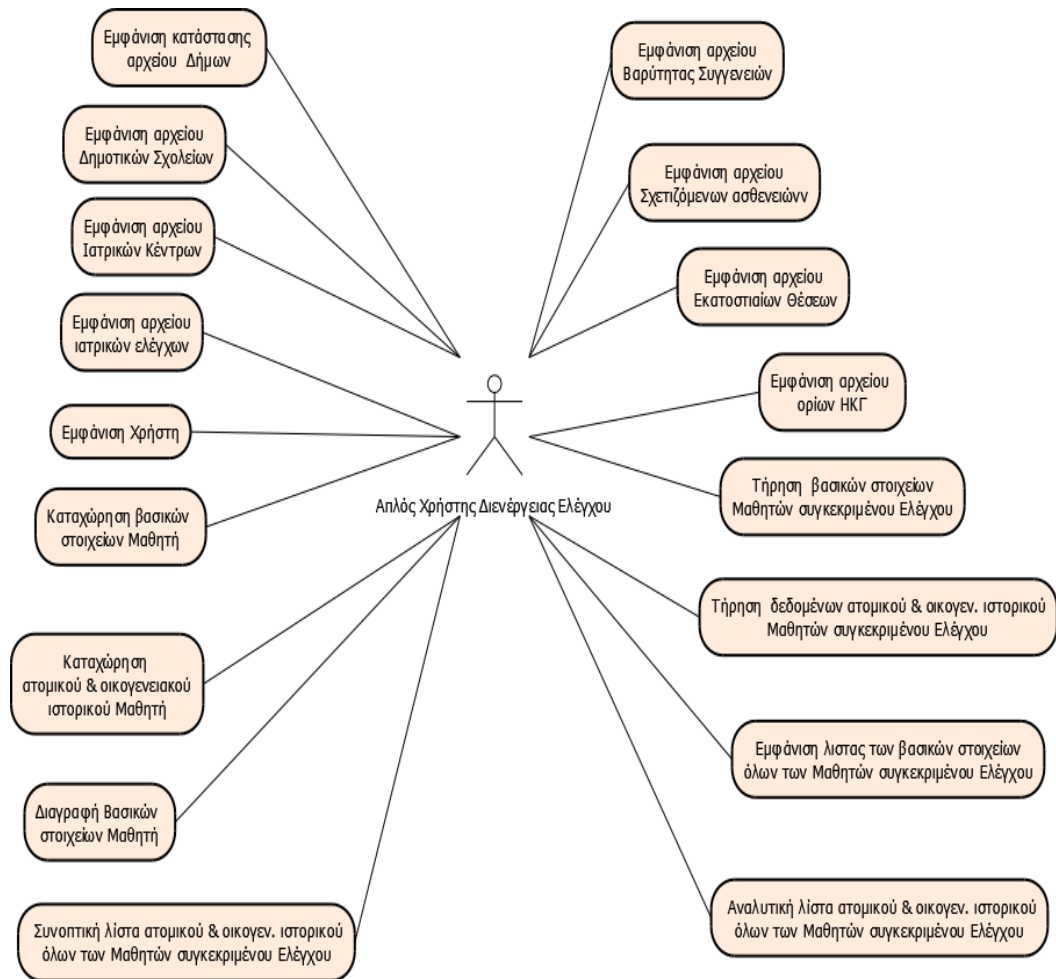 Εμφάνιση κατάστασης
αρχείου Δήμων
Εμφάνιση αρχείου
Δημοτικών Σχολείων
Εμφάνιση αρχείου
Ιατρικών Κέντρων
Εμφάνιση αρχείου
ιατρικών ελέγχων
Εμφάνιση Χρήστη
Καταχώρηση βασικών
στοιχείων Μαθητή
Καταχώρηση
ατομικού & οικογενειακού
ιστορικού Μαθητή
Διαγραφή Βασικών
στοιχείων Μαθητή
Συνοπτική λίστα ατομικού & οικογεν. ιστορικού
όλων των Μαθητών συγκεκριμένου Ελέγχου
Απλός Χρήστης Διενέργειας Ελέγχου
Εμφάνιση αρχείου
Βαρύτητας Συγγενειών
Εμφάνιση αρχείου
Σχετιζόμενων ασθενειώνν
Εμφάνιση αρχείου
Εκατοστιαίων Θέσεων
Εμφάνιση αρχείου
ορίων ΗΚΓ
Τήρηση βασικών στοιχείων
Μαθητών συγκεκριμένου Ελέγχου
Τήρηση δεδομένων ατομικού & οικογεν. ιστορικού
Μαθητών συγκεκριμένου Ελέγχου
Εμφάνιση λιστας των βασικών στοιχείων
όλων των Μαθητών συγκεκριμένου Ελέγχου
Αναλυτική λίστα ατομικού & οικογεν. ιστορικού
όλων των Μαθητών συγκεκριμένου Ελέγχου